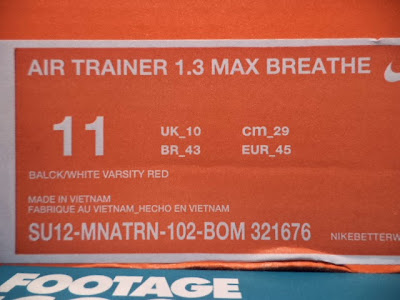 AIR TRAINER 1.3 MAX BREATHE
11
UK_10 cm_29
BR_43 EUR_45
BALCK/WHITE VARSITY RED
MADE IN VIETNAM
FABRIQUE AU VIETNAM_HECHO EN VIETNAM
SU12-MNATRN-102-BOM 321676
NIKEBETTERW
FOOTAGE